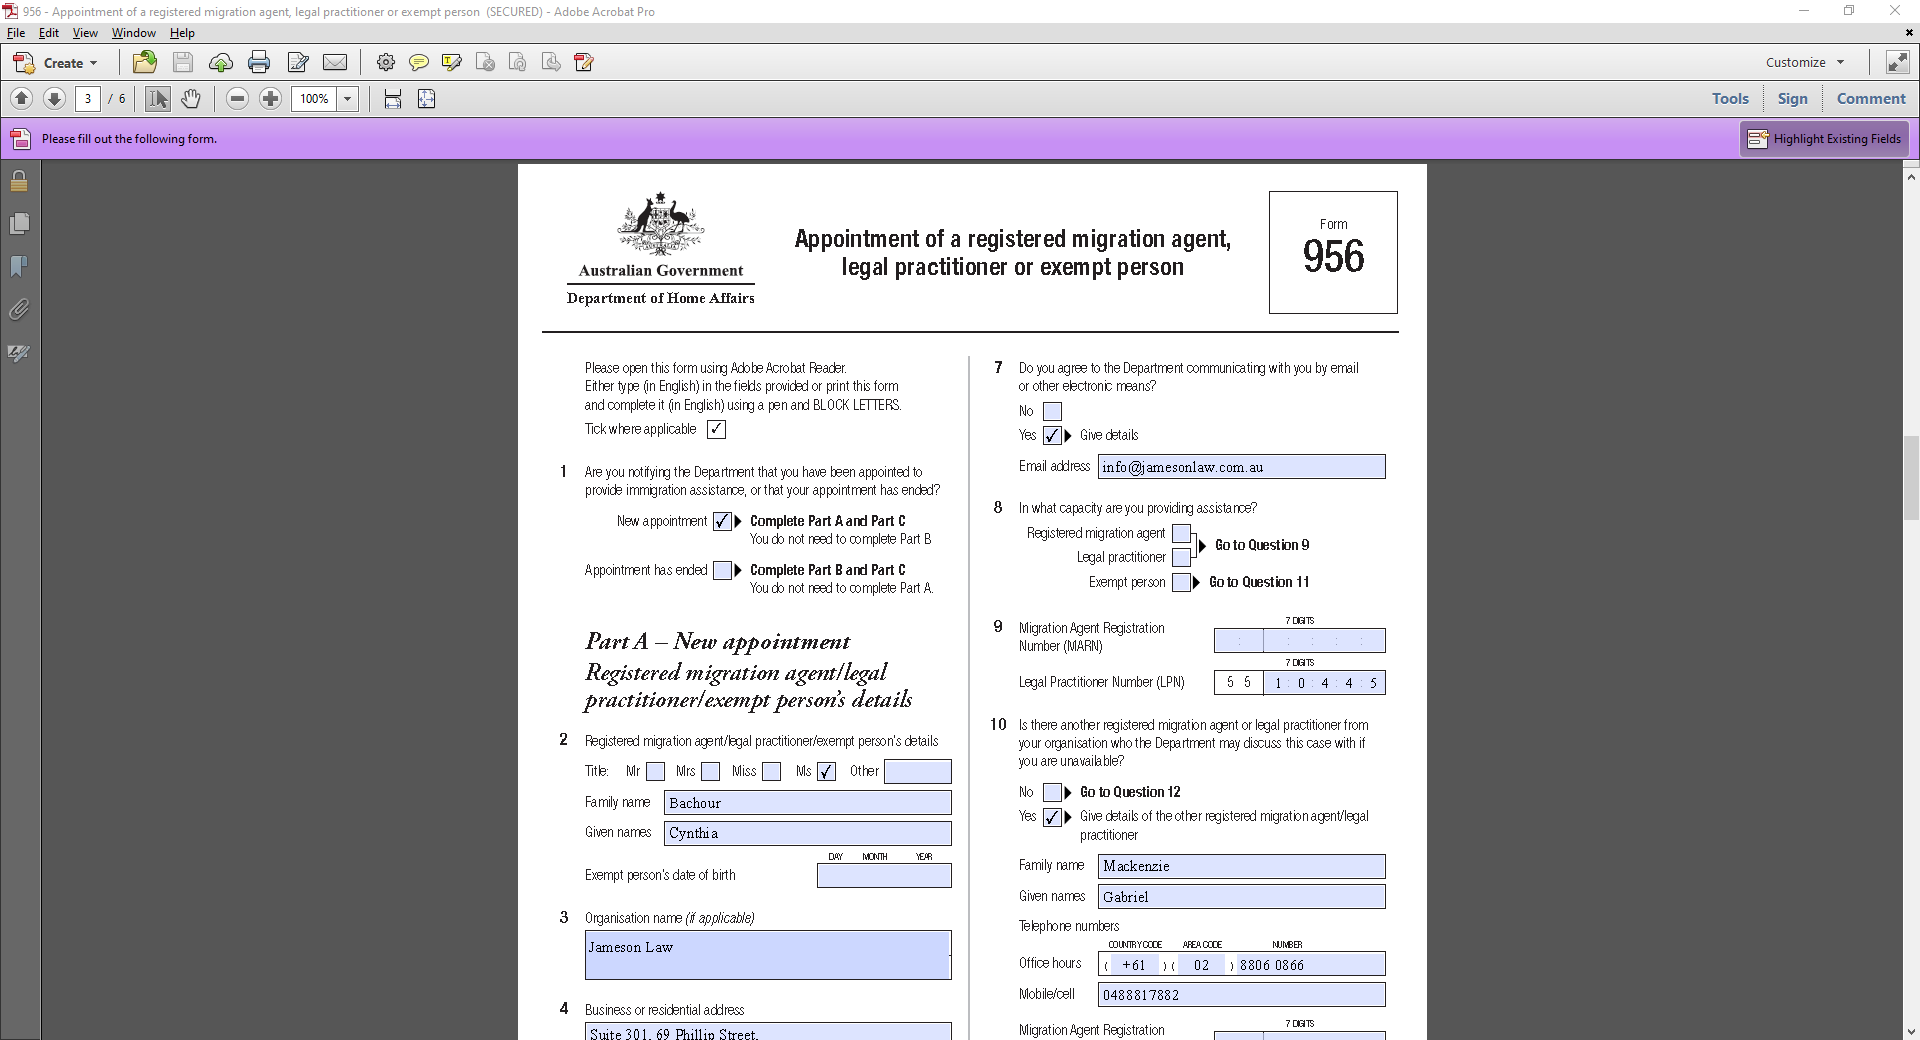 956 - Appointment of a registered migration agent, legal practitioner or exempt person (SECURED) - Adobe Acrobat Pro
File Edit View Window Help
Create
Customize
3 / 6
100%
Tools Sign Comment
Please fill out the following form.
Highlight Existing Fields
Australian Government
Department of Home Affairs
Appointment of a registered migration agent,
legal practitioner or exempt person
Form
956
Please open this form using Adobe Acrobat Reader.
Either type (in English) in the fields provided or print this form
and complete it (in English) using a pen and BLOCK LETTERS.
Tick where applicable ✓
1 Are you notifying the Department that you have been appointed to
provide immigration assistance, or that your appointment has ended?
New appointment ✓ Complete Part A and Part C
You do not need to complete Part B
Appointment has ended Complete Part B and Part C
You do not need to complete Part A.
Part A – New appointment
Registered migration agent/legal
practitioner/exempt person's details
2 Registered migration agent/legal practitioner/exempt person's details
Title: Mr Mrs Miss Ms ✓ Other
Family name Bachour
Given names Cynthia
DAY MONTH YEAR
Exempt person's date of birth
3 Organisation name (if applicable)
Jameson Law
4 Business or residential address
Suite 301, 69 Phillip Street,
7 Do you agree to the Department communicating with you by email
or other electronic means?
No
Yes ✓ Give details
Email address info@jamesonlaw.com.au
8 In what capacity are you providing assistance?
Registered migration agent
Legal practitioner
Go to Question 9
Exempt person Go to Question 11
9 Migration Agent Registration
Number (MARN)
7 DIGITS
7 DIGITS
Legal Practitioner Number (LPN) 5 5 1 0 4 4 5
10 Is there another registered migration agent or legal practitioner from
your organisation who the Department may discuss this case with if
you are unavailable?
No Go to Question 12
Yes ✓ Give details of the other registered migration agent/legal
practitioner
Family name Mackenzie
Given names Gabriel
Telephone numbers
COUNTRY CODE AREA CODE NUMBER
Office hours ( +61 ) ( 02 ) 8806 0866
Mobile/cell 0488817882
7 DIGITS
Migration Agent Registration